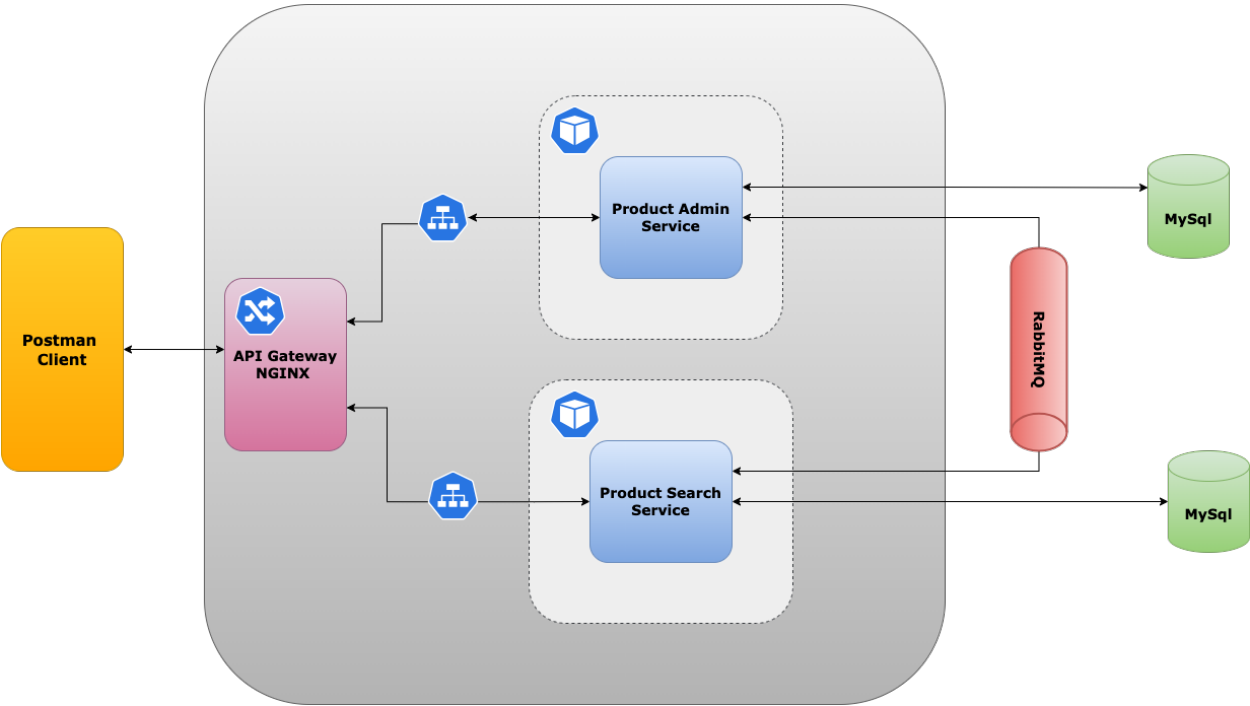 Postman
Client
API Gateway
NGINX
Product Admin
Service
Product Search
Service
RabbitMQ
MySql
MySql